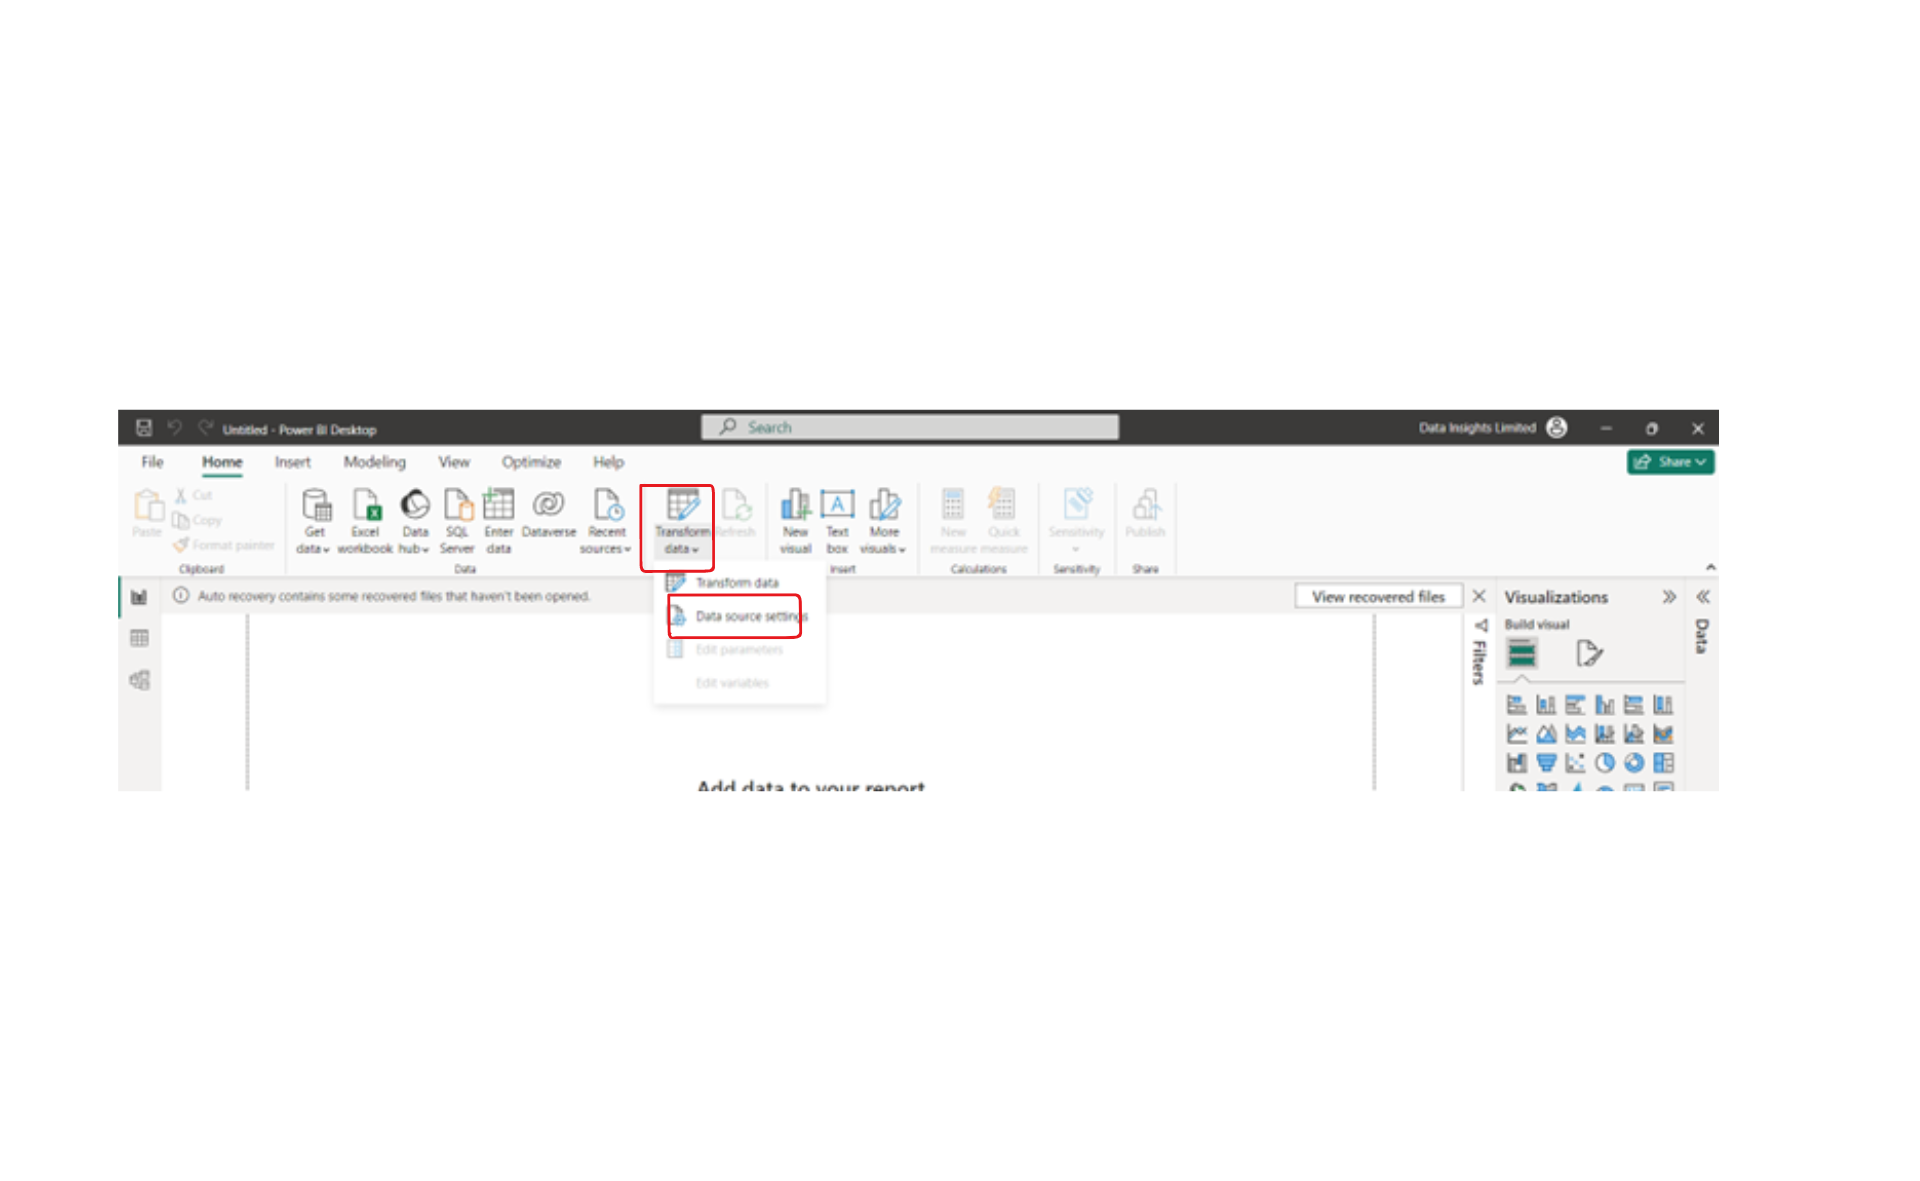 Untitled - Power BI Desktop
Search
Data Insights Limited
File Home Insert Modeling View Optimize Help
Share
Paste
Cut
Copy
Format painter
Clipboard
Get data
Excel workbook
Data hub
SQL Server
Enter data
Dataverse
Recent sources
Data
Transform data
Refresh
New visual
Text box
More visuals
Insert
New measure
Quick measure
Calculations
Sensitivity
Sensitivity
Publish
Share
Auto recovery contains some recovered files that haven't been opened.
View recovered files
Transform data
Data source settings
Edit parameters
Edit variables
Add data to your report
Filters
Visualizations
Build visual
Data